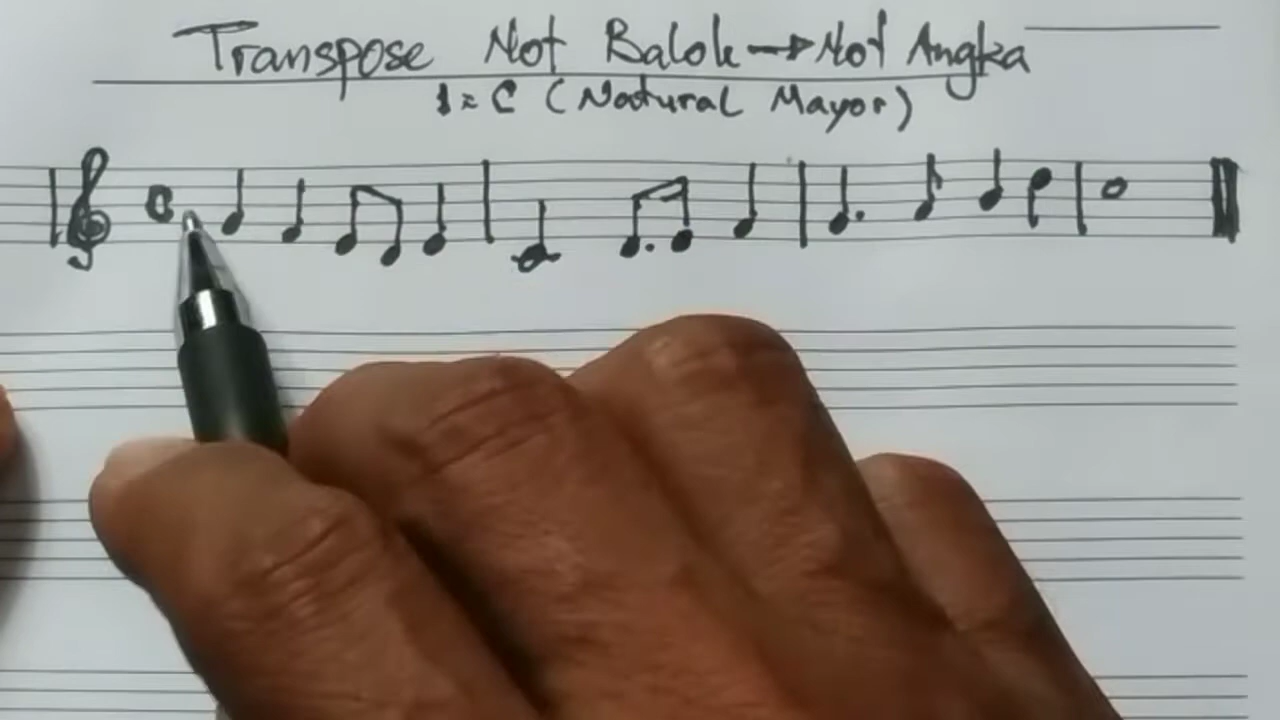 Transpose Not Balok → Not Angka
1 = C (Natural Mayor)
C